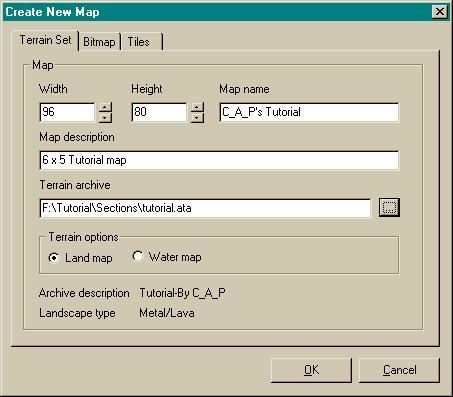 Create New Map
Terrain Set Bitmap Tiles
Map
Width Height Map name
96 80 C_A_P's Tutorial
Map description
6 x 5 Tutorial map
Terrain archive
F:\Tutorial\Sections\tutorial.ata
...
Terrain options
Land map Water map
Archive description Tutorial-By C_A_P
Landscape type Metal/Lava
OK Cancel